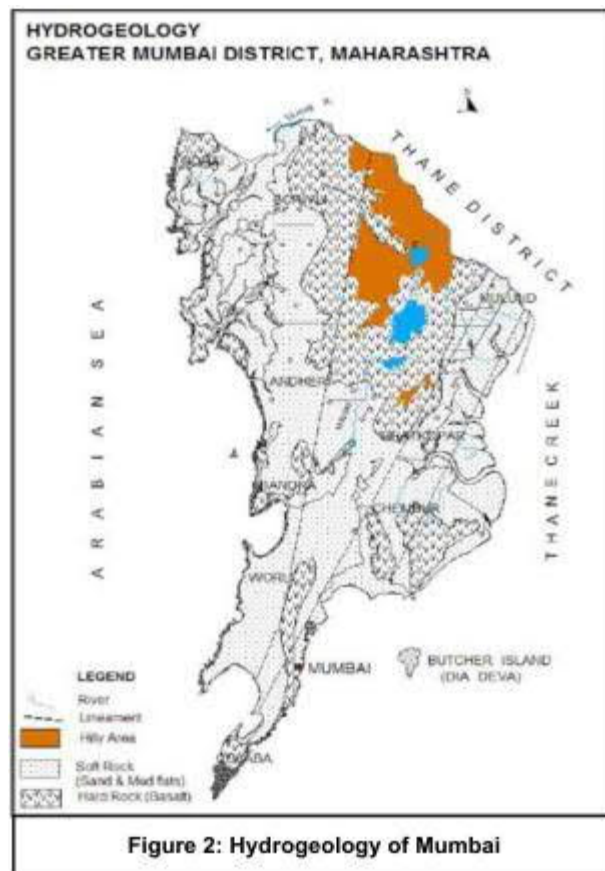 HYDROGEOLOGY
GREATER MUMBAI DISTRICT, MAHARASHTRA
N
THANE DISTRICT
BORIVLI
MULUND
ARABIAN SEA
ANDHERI
THANE CREEK
BANDRA
CHEMBUR
WORLI
MUMBAI
BUTCHER ISLAND
(DIA DEVA)
LEGEND
River
Lineament
Hilly Area
Soft Rock
(Sand & Mud flats)
Hard Rock (Basalt)
Figure 2: Hydrogeology of Mumbai